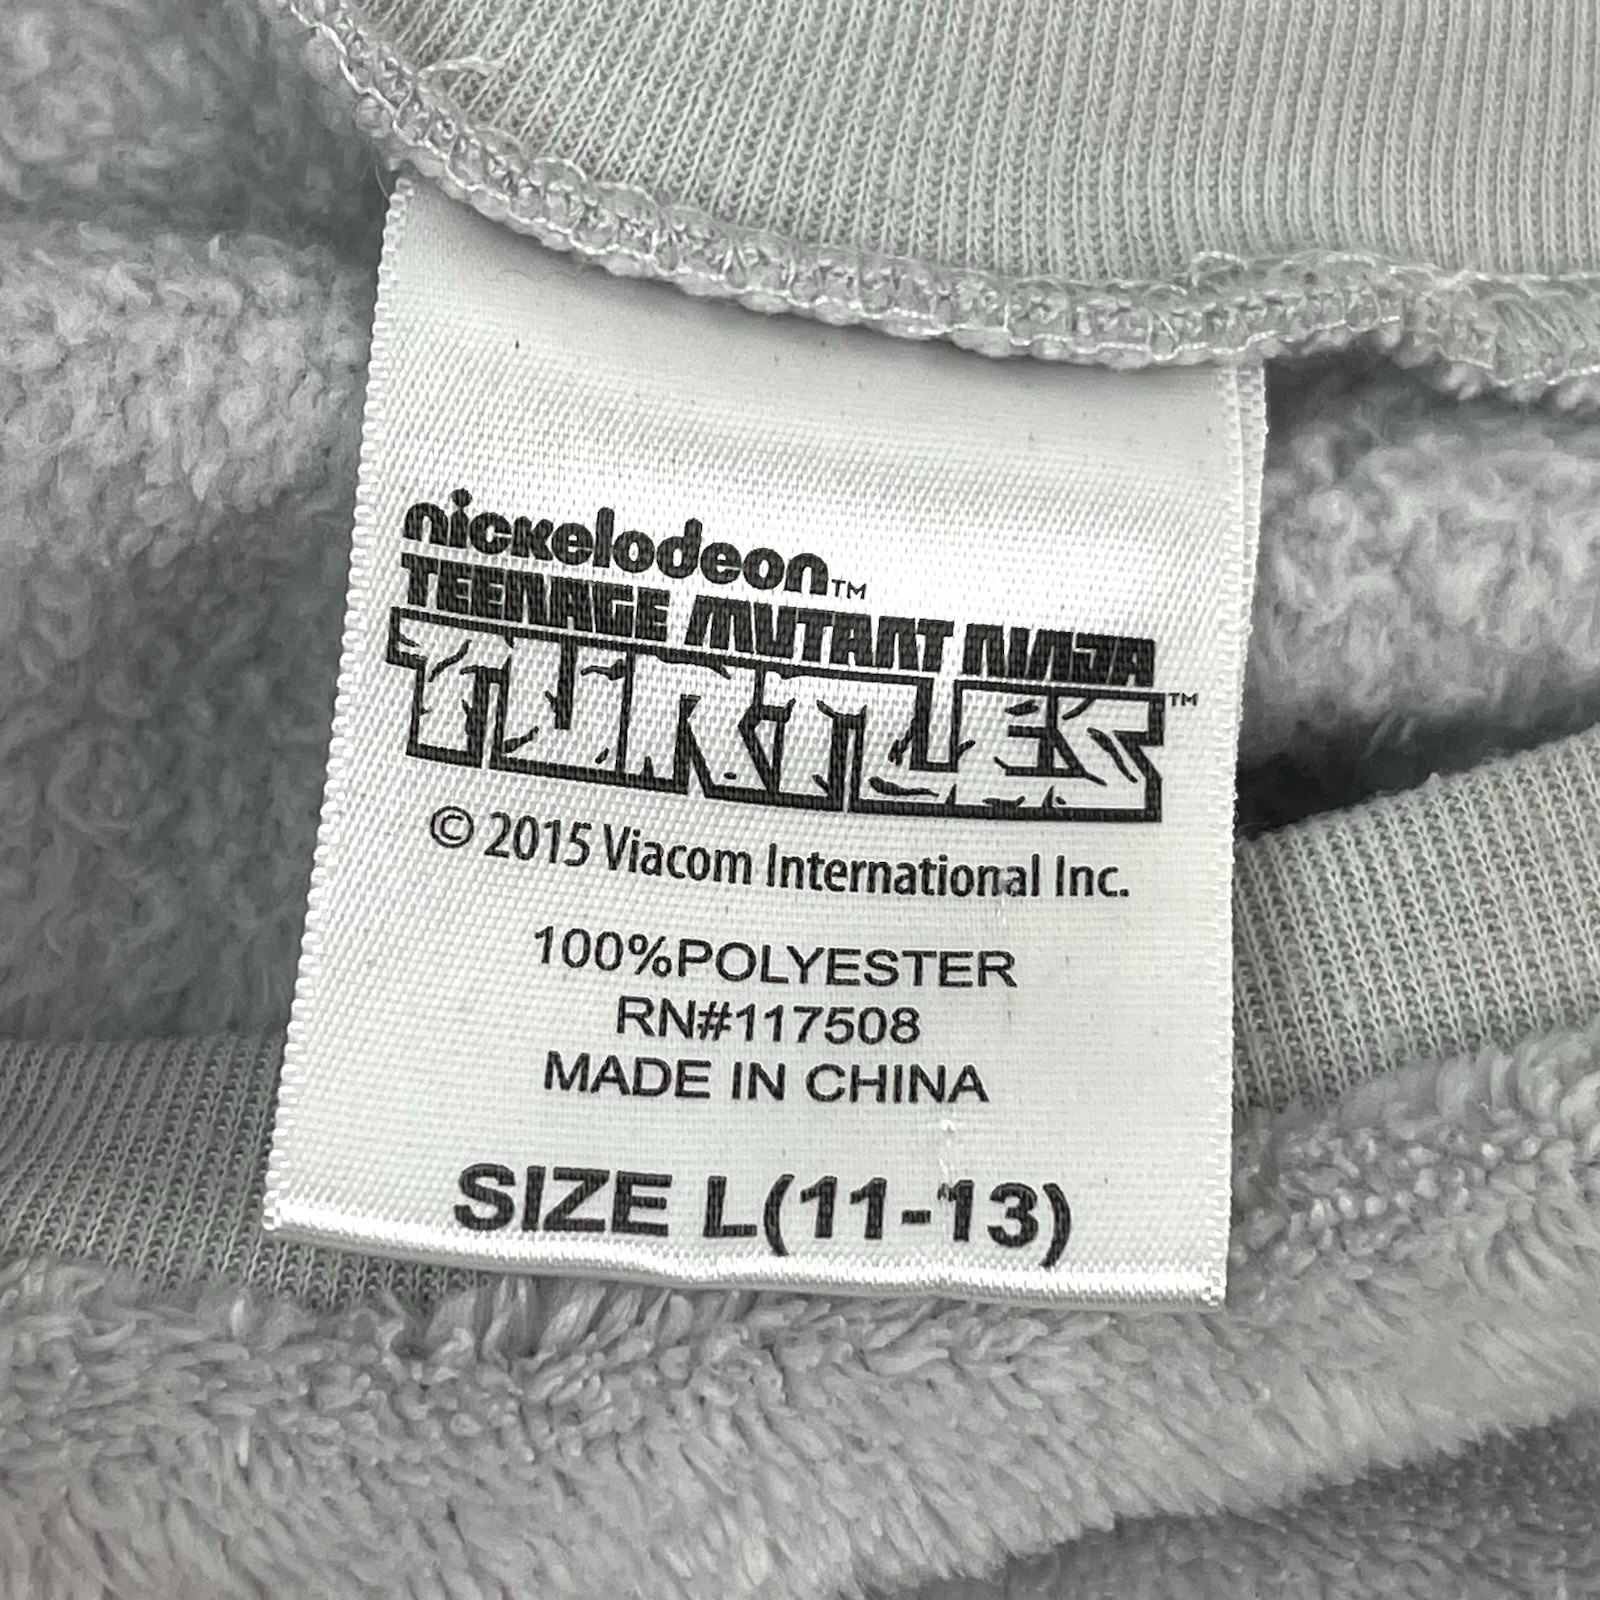 nickelodeon™
TEENAGE MUTANT NINJA
TURTLES™
© 2015 Viacom International Inc.
100%POLYESTER
RN#117508
MADE IN CHINA
SIZE L(11-13)